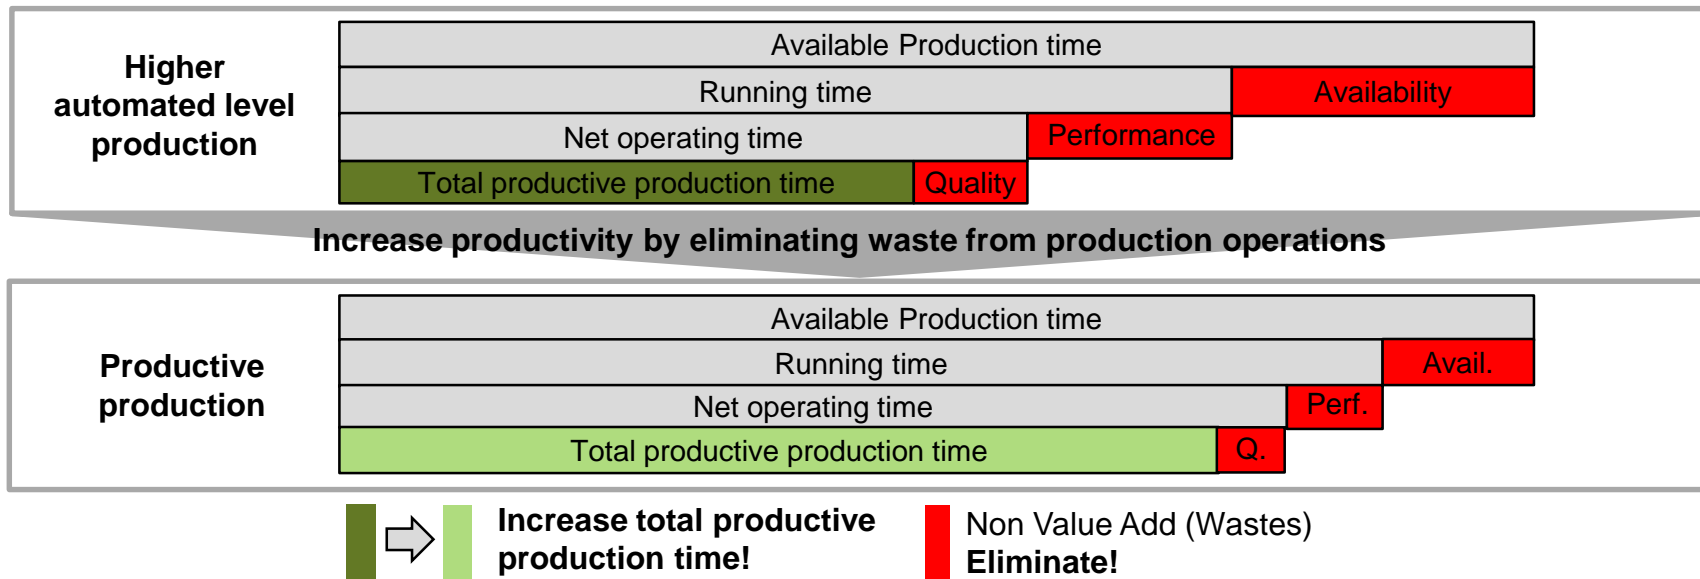 Higher
automated level
production
Available Production time
Running time
Availability
Net operating time
Performance
Total productive production time
Quality
Increase productivity by eliminating waste from production operations
Productive
production
Available Production time
Running time
Avail.
Net operating time
Perf.
Total productive production time
Q.
Increase total productive
production time!
Non Value Add (Wastes)
Eliminate!